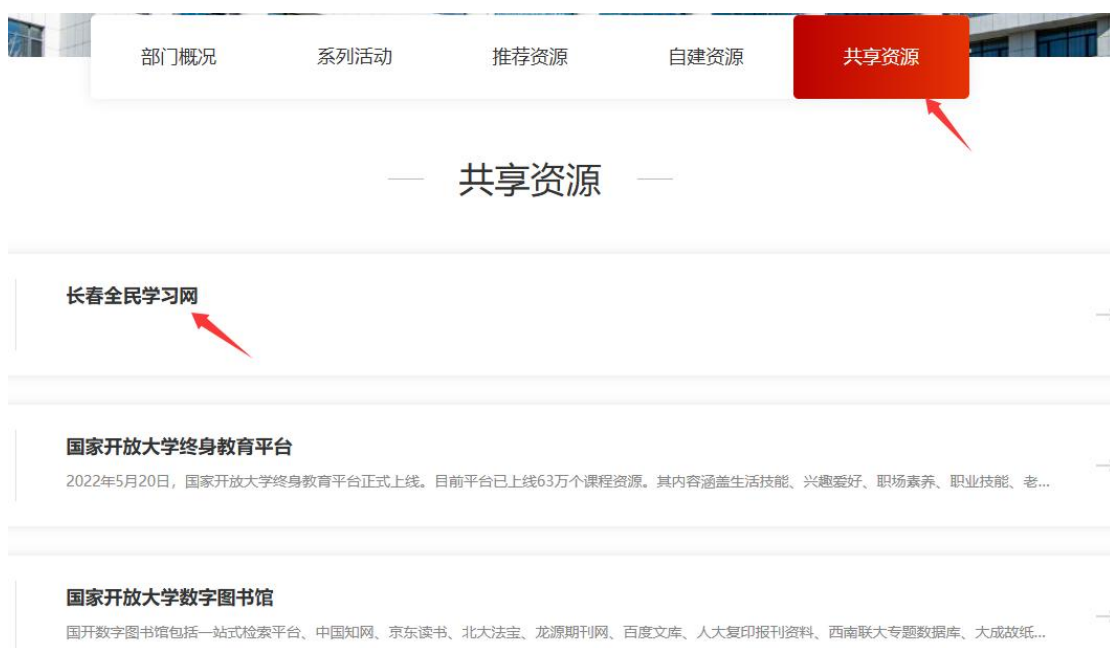 部门概况 系列活动 推荐资源 自建资源 共享资源
共享资源
长春全民学习网
国家开放大学终身教育平台
2022年5月20日，国家开放大学终身教育平台正式上线。目前平台已上线63万个课程资源。其内容涵盖生活技能、兴趣爱好、职场素养、职业技能、老...
国家开放大学数字图书馆
国开数字图书馆包括一站式检索平台、中国知网、京东读书、北大法宝、龙源期刊网、百度文库、人大复印报刊资料、西南联大专题数据库、大成故纸...